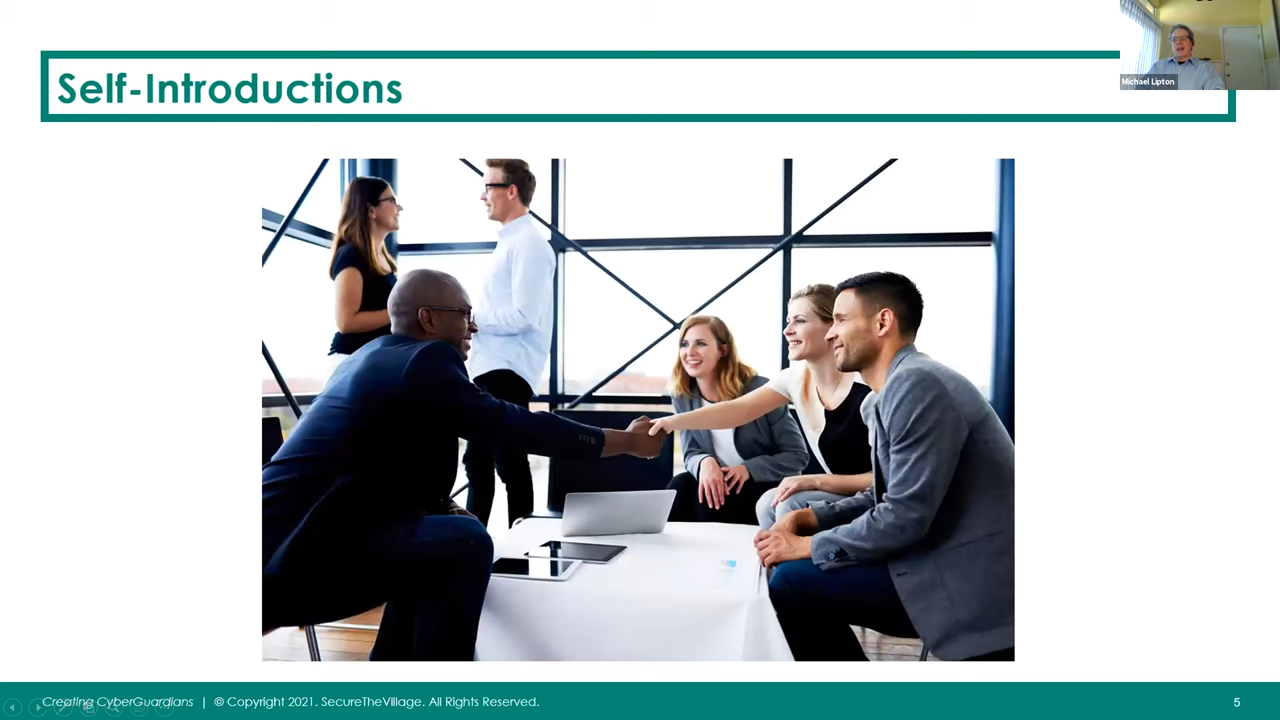 Self-Introductions
Michael Lipton
Creating CyberGuardians | © Copyright 2021. SecureTheVillage. All Rights Reserved.
5